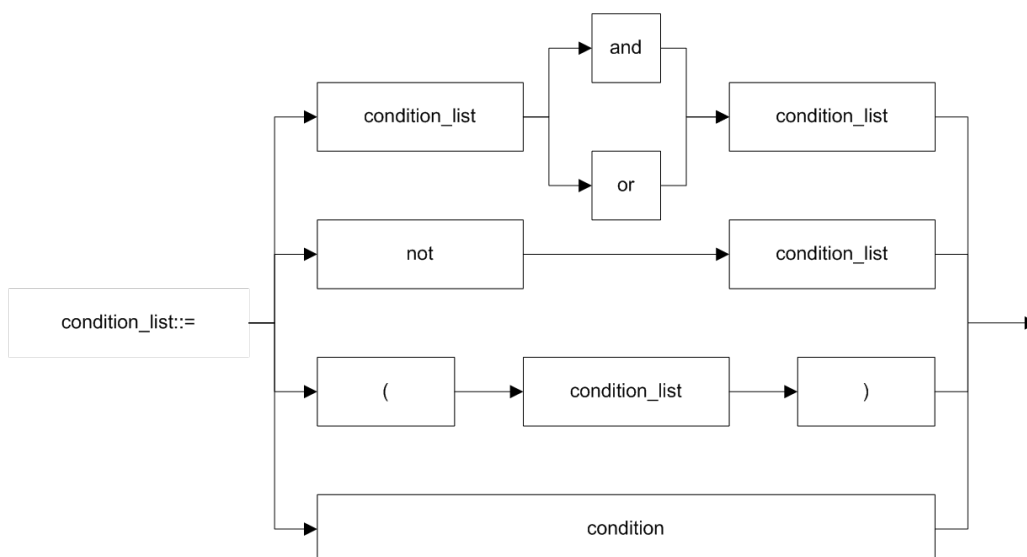 and
condition_list
condition_list
or
not
condition_list
condition_list::=
(
condition_list
)
condition